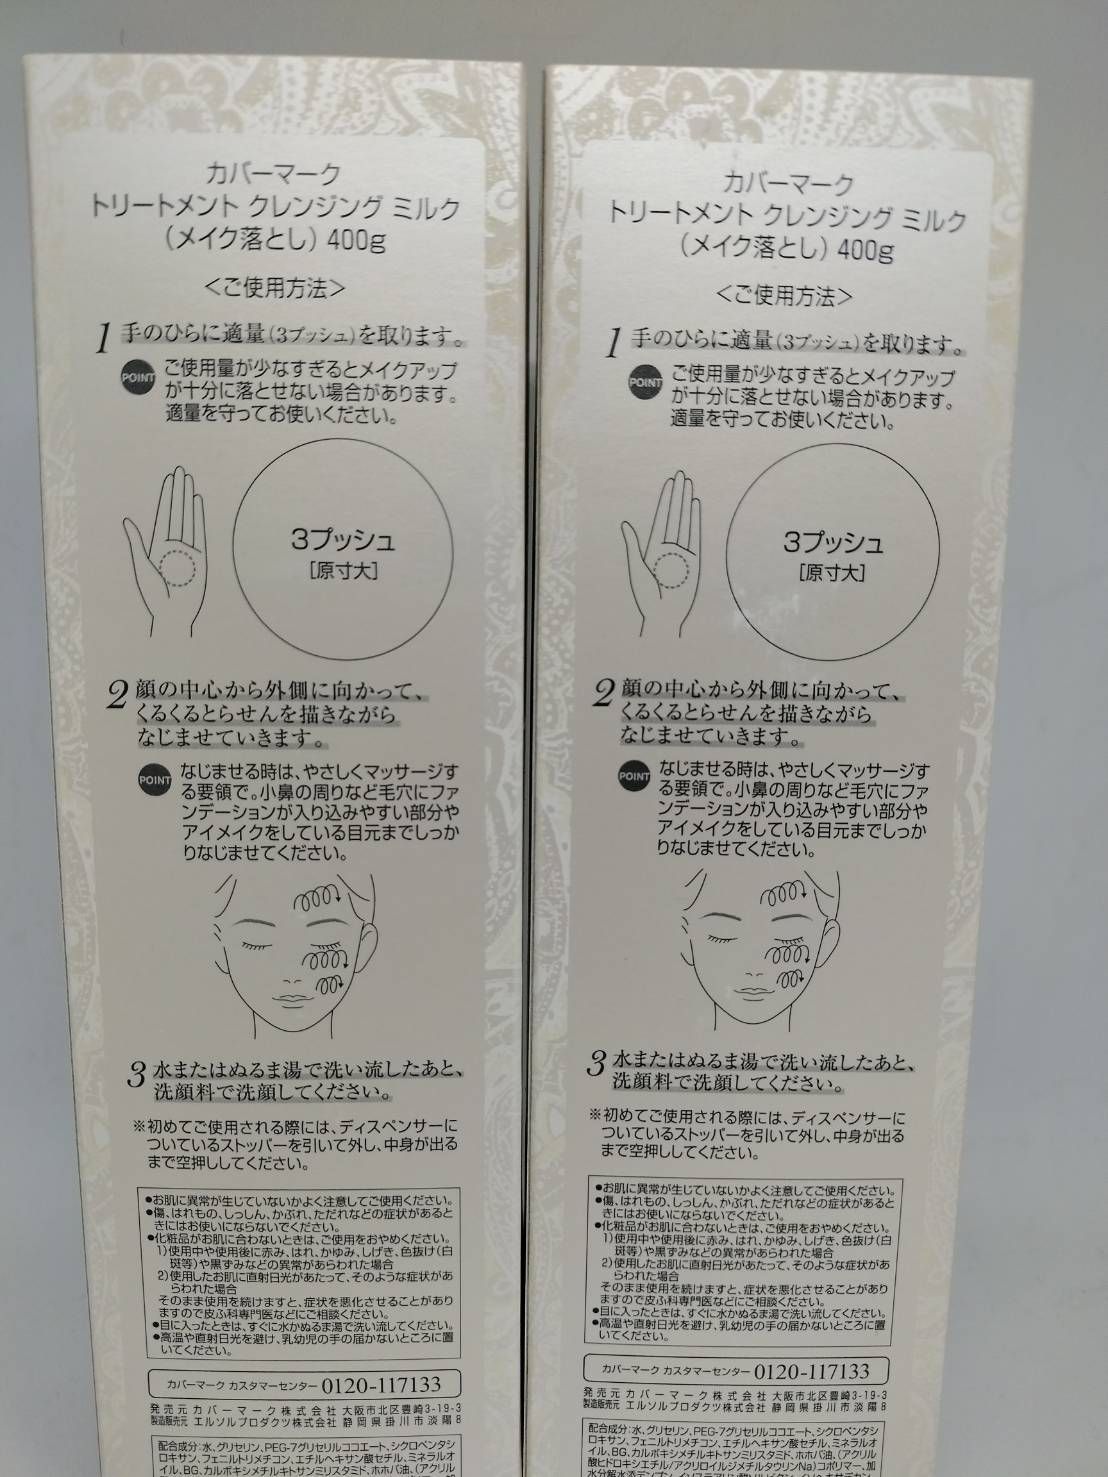 カバーマーク
トリートメント クレンジング ミルク
(メイク落とし) 400g
<ご使用方法>
1 手のひらに適量(3プッシュ)を取ります。
POINT ご使用量が少なすぎるとメイクアップ
が十分に落とせない場合があります。
適量を守ってお使いください。
3プッシュ
[原寸大]
2 顔の中心から外側に向かって、
くるくるとらせんを描きながら
なじませていきます。
POINT なじませる時は、やさしくマッサージす
る要領で。小鼻の周りなど毛穴にファ
ンデーションが入り込みやすい部分や
アイメイクをしている目元までしっか
りなじませてください。
3 水またはぬるま湯で洗い流したあと、
洗顔料で洗顔してください。
※初めてご使用される際には、ディスペンサーに
ついているストッパーを引いて外し、中身が出る
まで空押ししてください。
●お肌に異常が生じていないかよく注意してご使用ください。
●傷、はれもの、しっしん、かぶれ、ただれなどの症状があると
きにはお使いにならないでください。
●化粧品がお肌に合わないときは、ご使用をおやめください。
1)使用中や使用後に赤み、はれ、かゆみ、しげき、色抜け(白
斑等)や黒ずみなどの異常があらわれた場合
2)使用したお肌に直射日光があたって、そのような症状があ
らわれた場合
そのまま使用を続けますと、症状を悪化させることがあり
ますので皮ふ科専門医などにご相談ください。
●目に入ったときは、すぐに水かぬるま湯で洗い流してください。
●高温や直射日光を避け、乳幼児の手の届かないところに置
いてください。
カバーマーク カスタマーセンター 0120-117133
発売元 カバーマーク株式会社 大阪市北区豊崎3-19-3
製造販売元 エルソルプロダクツ株式会社 静岡県掛川市淡陽8
配合成分:水、グリセリン、PEG-7グリセリルココエート、シクロペンタシ
ロキサン、フェニルトリメチコン、エチルヘキサン酸セチル、ミネラルオ
イル、BG、カルボキシメチルキトサンミリスタミド、ホホバ油、(アクリル
カバーマーク
トリートメント クレンジング ミルク
(メイク落とし) 400g
<ご使用方法>
1 手のひらに適量(3プッシュ)を取ります。
POINT ご使用量が少なすぎるとメイクアップ
が十分に落とせない場合があります。
適量を守ってお使いください。
3プッシュ
[原寸大]
2 顔の中心から外側に向かって、
くるくるとらせんを描きながら
なじませていきます。
POINT なじませる時は、やさしくマッサージす
る要領で。小鼻の周りなど毛穴にファ
ンデーションが入り込みやすい部分や
アイメイクをしている目元までしっか
りなじませてください。
3 水またはぬるま湯で洗い流したあと、
洗顔料で洗顔してください。
※初めてご使用される際には、ディスペンサーに
ついているストッパーを引いて外し、中身が出る
まで空押ししてください。
●お肌に異常が生じていないかよく注意してご使用ください。
●傷、はれもの、しっしん、かぶれ、ただれなどの症状があると
きにはお使いにならないでください。
●化粧品がお肌に合わないときは、ご使用をおやめください。
1)使用中や使用後に赤み、はれ、かゆみ、しげき、色抜け(白
斑等)や黒ずみなどの異常があらわれた場合
2)使用したお肌に直射日光があたって、そのような症状があ
らわれた場合
そのまま使用を続けますと、症状を悪化させることがあり
ますので皮ふ科専門医などにご相談ください。
●目に入ったときは、すぐに水かぬるま湯で洗い流してください。
●高温や直射日光を避け、乳幼児の手の届かないところに置
いてください。
カバーマーク カスタマーセンター 0120-117133
発売元 カバーマーク株式会社 大阪市北区豊崎3-19-3
製造販売元 エルソルプロダクツ株式会社 静岡県掛川市淡陽8
配合成分:水、グリセリン、PEG-7グリセリルココエート、シクロペンタシ
ロキサン、フェニルトリメチコン、エチルヘキサン酸セチル、ミネラルオ
イル、BG、カルボキシメチルキトサンミリスタミド、ホホバ油、(アクリル
酸ヒドロキシエチル/アクリロイルジメチルタウリンNa)コポリマー、加